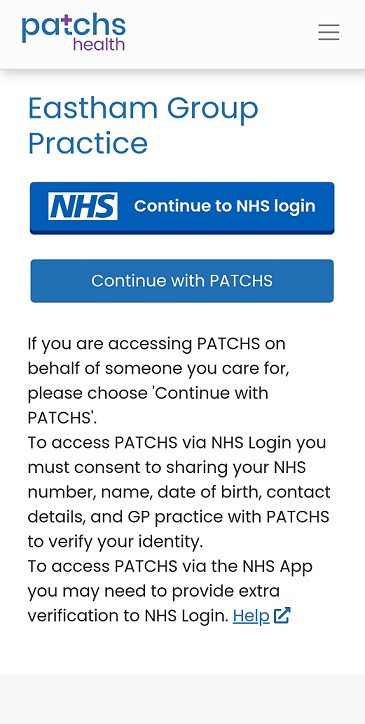 patchs
health
Eastham Group
Practice
NHS Continue to NHS login
Continue with PATCHS
If you are accessing PATCHS on
behalf of someone you care for,
please choose 'Continue with
PATCHS'.
To access PATCHS via NHS Login you
must consent to sharing your NHS
number, name, date of birth, contact
details, and GP practice with PATCHS
to verify your identity.
To access PATCHS via the NHS App
you may need to provide extra
verification to NHS Login. Help